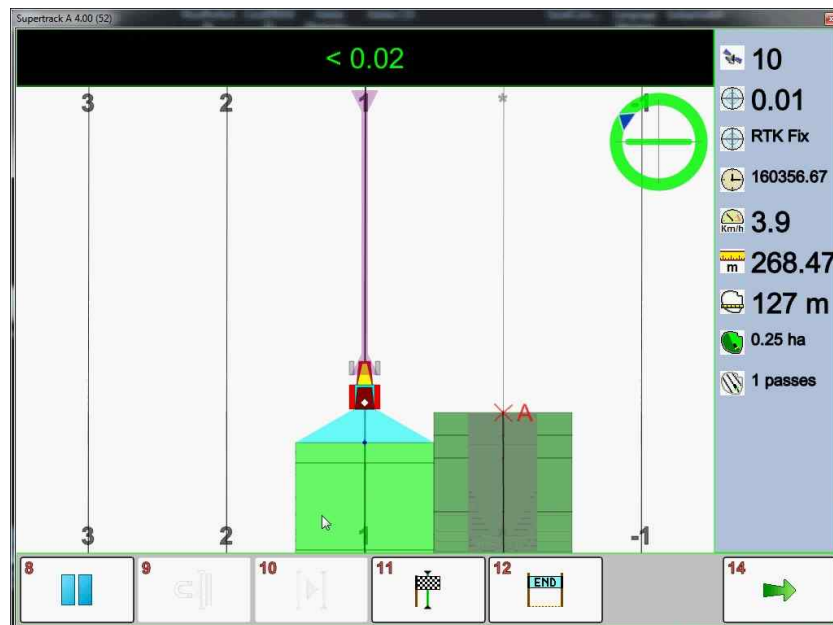 Supertrack A 4.00 (52)
< 0.02
3 2 1 * -1
10
0.01
RTK Fix
160356.67
Km/h 3.9
m 268.47
127 m
0.25 ha
1 passes
A
3 2 1 -1
8 9 10 11 12 14
END